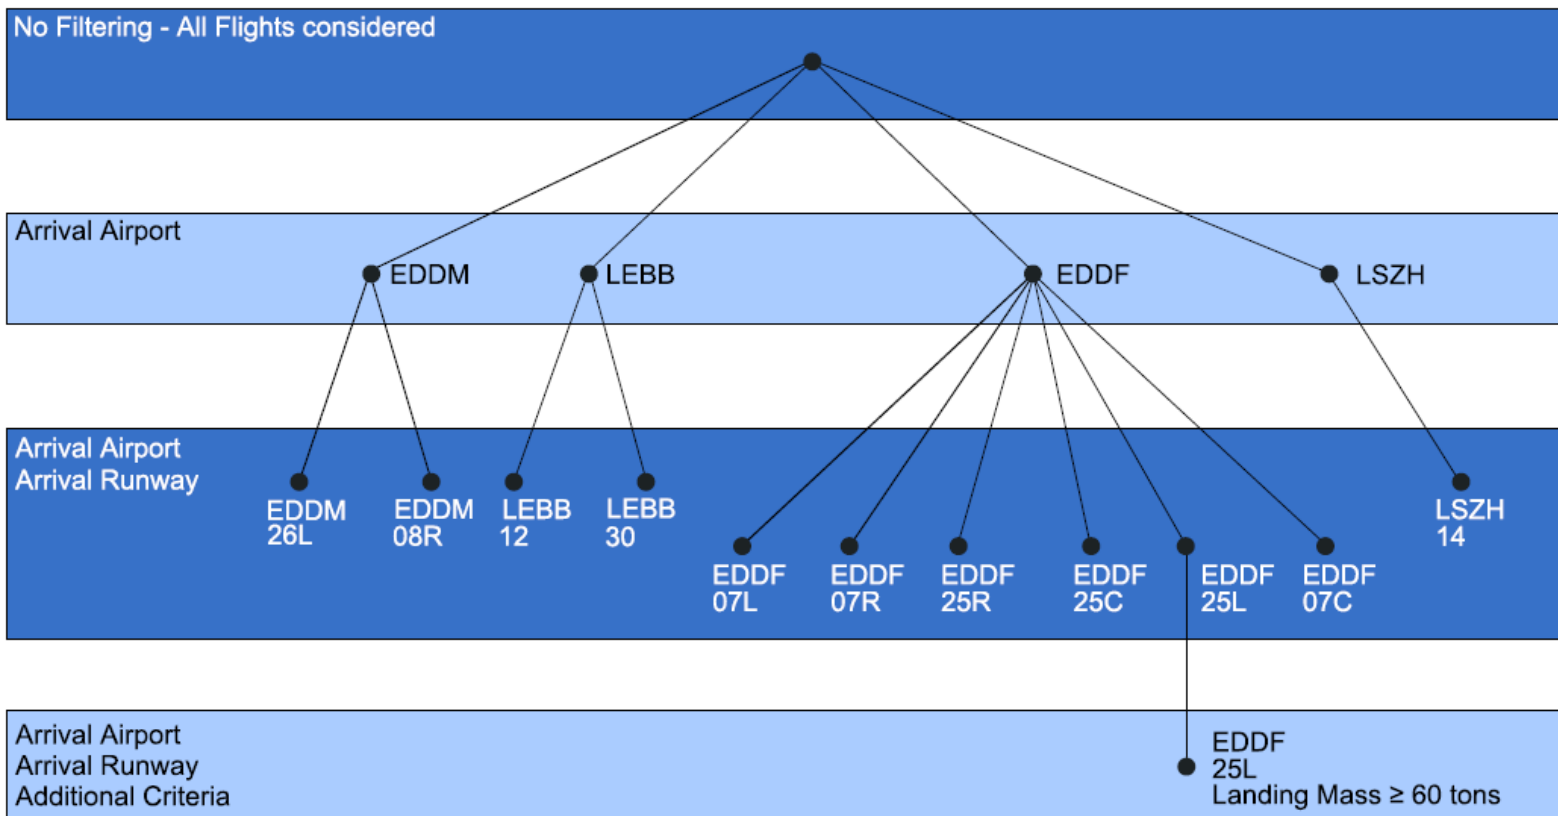 No Filtering - All Flights considered
Arrival Airport
EDDM
LEBB
EDDF
LSZH
Arrival Airport
Arrival Runway
EDDM
26L
EDDM
08R
LEBB
12
LEBB
30
EDDF
07L
EDDF
07R
EDDF
25R
EDDF
25C
EDDF
25L
EDDF
07C
LSZH
14
Arrival Airport
Arrival Runway
Additional Criteria
EDDF
25L
Landing Mass ≥ 60 tons